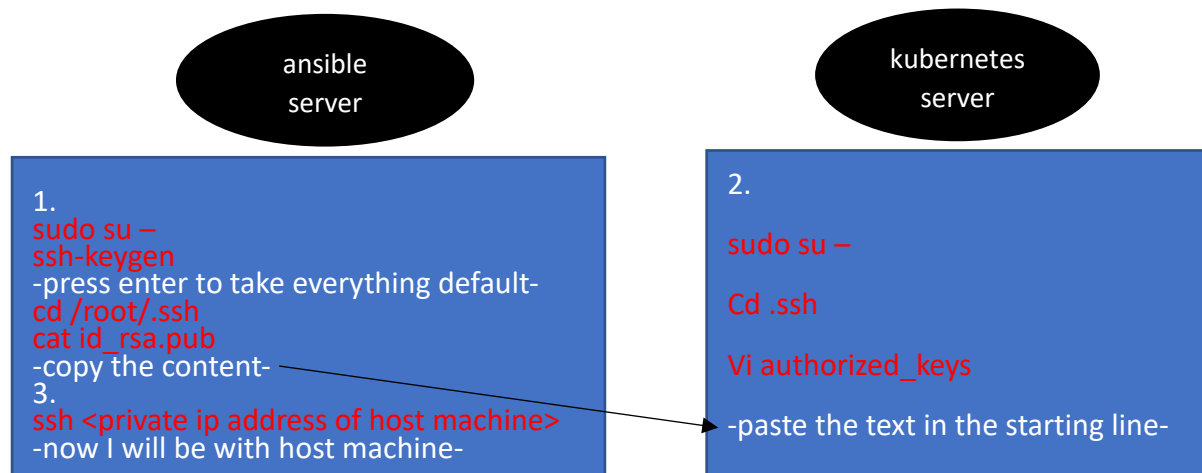 ansible
server
kubernetes
server
1.
sudo su –
ssh-keygen
-press enter to take everything default-
cd /root/.ssh
cat id_rsa.pub
-copy the content-
3.
ssh <private ip address of host machine>
-now I will be with host machine-
2.
sudo su –
Cd .ssh
Vi authorized_keys
-paste the text in the starting line-